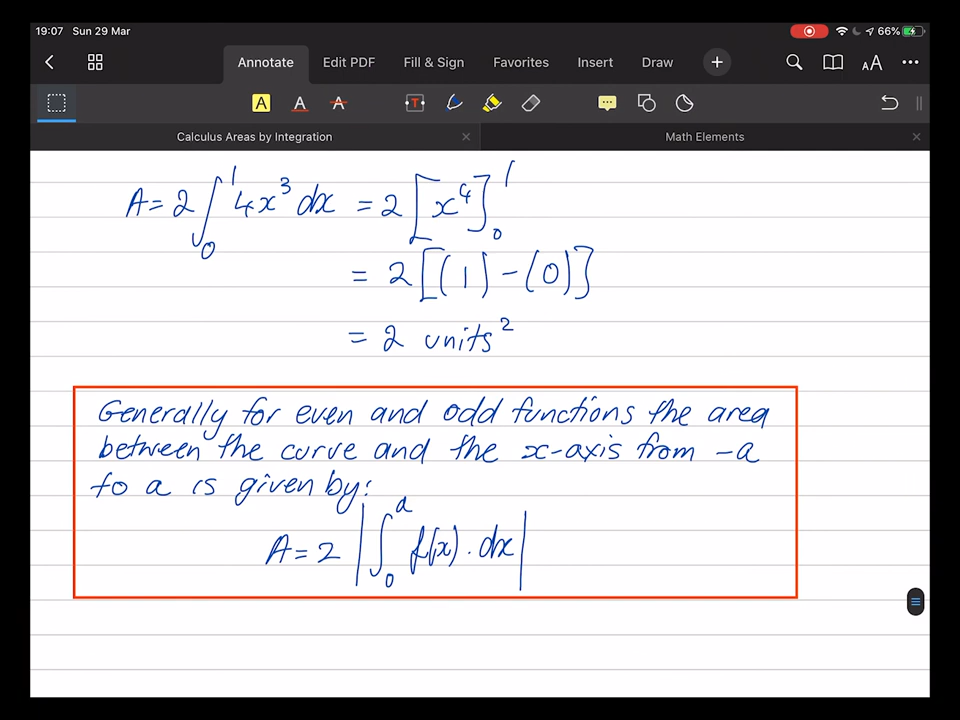 19:07 Sun 29 Mar 66%
Annotate Edit PDF Fill & Sign Favorites Insert Draw
A A A T
Calculus Areas by Integration Math Elements
A = 2 ∫₀¹ 4x³ dx = 2 [x⁴]₀¹
= 2 [(1) - (0)]
= 2 units²
Generally for even and odd functions the area
between the curve and the x-axis from -a
to a is given by:
A = 2 | ∫₀ᵃ f(x) . dx |